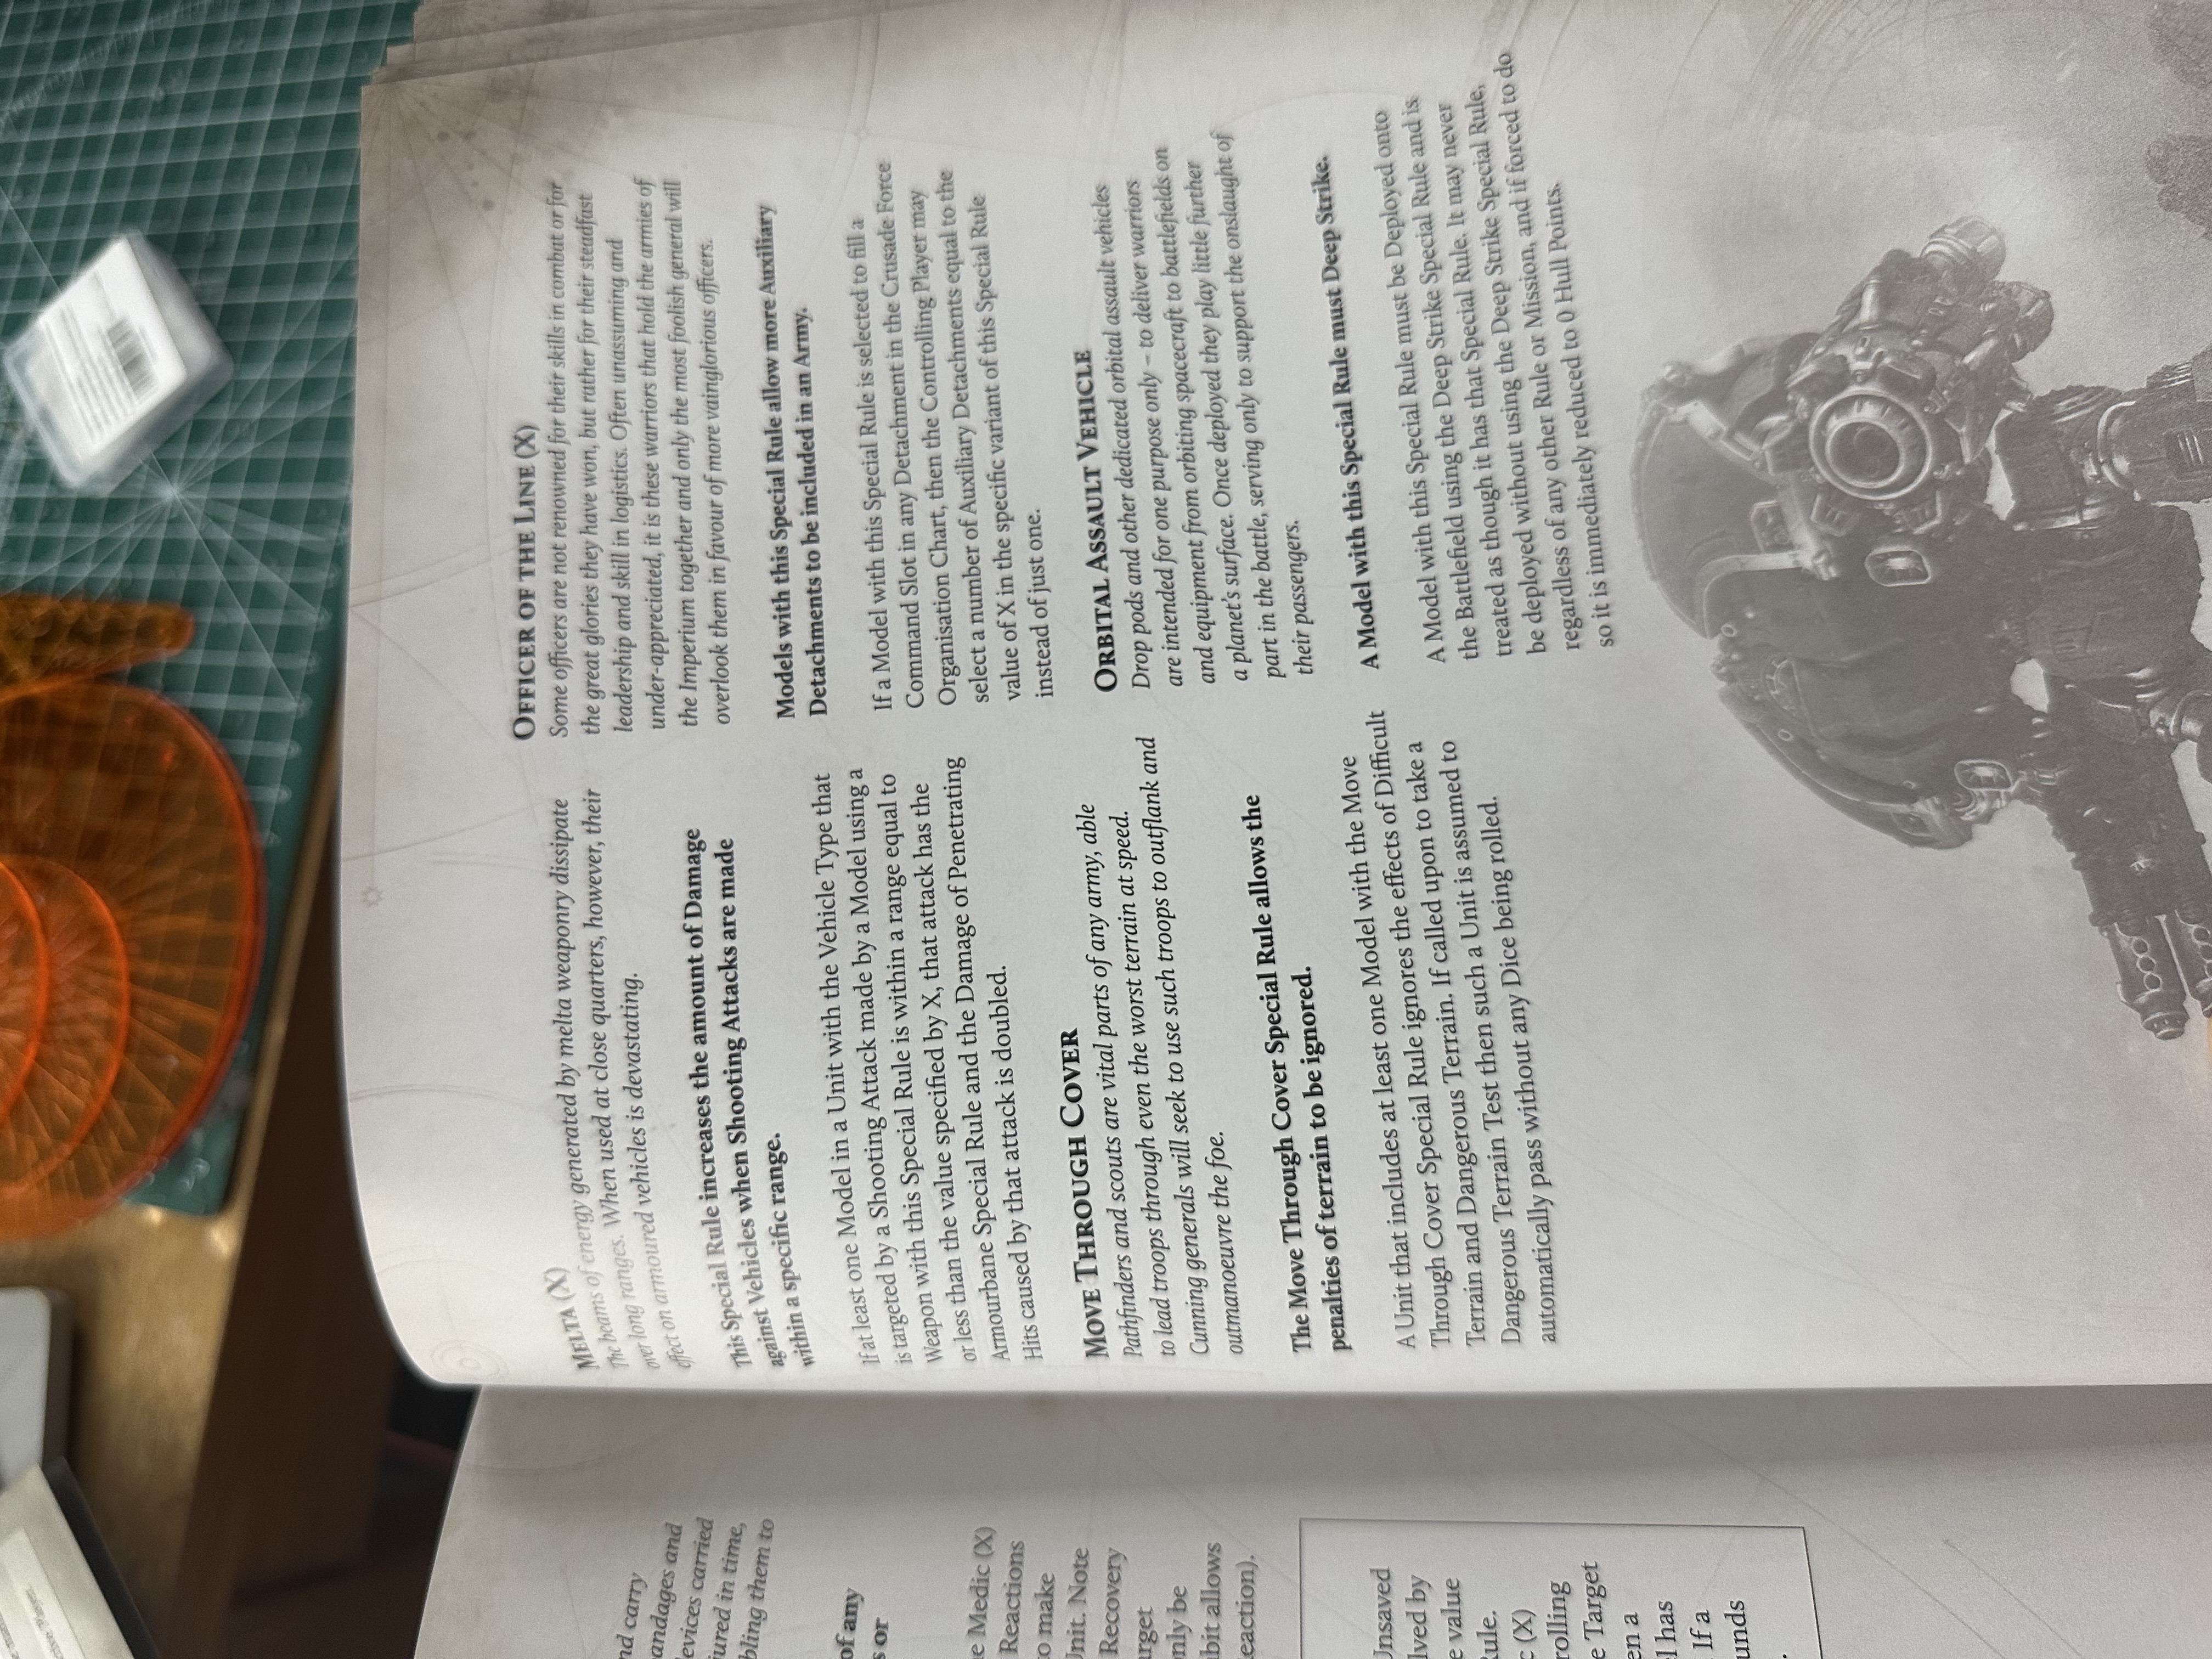 nd carry
andages and
evices carried
ured in time,
bling them to
of any
s or
e Medic (X)
Reactions
to make
Unit. Note
Recovery
arget
only be
bit allows
eaction).
Unsaved
lved by
e value
Rule.
c (X)
rolling
e Target
en a
l has
If a
unds
MELTA (X)
The beams of energy generated by melta weaponry dissipate
over long ranges. When used at close quarters, however, their
effect on armoured vehicles is devastating.
This Special Rule increases the amount of Damage
against Vehicles when Shooting Attacks are made
within a specific range.
If at least one Model in a Unit with the Vehicle Type that
is targeted by a Shooting Attack made by a Model using a
Weapon with this Special Rule is within a range equal to
or less than the value specified by X, that attack has the
Armourbane Special Rule and the Damage of Penetrating
Hits caused by that attack is doubled.
MOVE THROUGH COVER
Pathfinders and scouts are vital parts of any army, able
to lead troops through even the worst terrain at speed.
Cunning generals will seek to use such troops to outflank and
outmanoeuvre the foe.
The Move Through Cover Special Rule allows the
penalties of terrain to be ignored.
A Unit that includes at least one Model with the Move
Through Cover Special Rule ignores the effects of Difficult
Terrain and Dangerous Terrain. If called upon to take a
Dangerous Terrain Test then such a Unit is assumed to
automatically pass without any Dice being rolled.
OFFICER OF THE LINE (X)
Some officers are not renowned for their skills in combat or for
the great glories they have won, but rather for their steadfast
leadership and skill in logistics. Often unassuming and
under-appreciated, it is these warriors that hold the armies of
the Imperium together and only the most foolish general will
overlook them in favour of more vainglorious officers.
Models with this Special Rule allow more Auxiliary
Detachments to be included in an Army.
If a Model with this Special Rule is selected to fill a
Command Slot in any Detachment in the Crusade Force
Organisation Chart, then the Controlling Player may
select a number of Auxiliary Detachments equal to the
value of X in the specific variant of this Special Rule
instead of just one.
ORBITAL ASSAULT VEHICLE
Drop pods and other dedicated orbital assault vehicles
are intended for one purpose only – to deliver warriors
and equipment from orbiting spacecraft to battlefields on
a planet's surface. Once deployed they play little further
part in the battle, serving only to support the onslaught of
their passengers.
A Model with this Special Rule must Deep Strike.
A Model with this Special Rule must be Deployed onto
the Battlefield using the Deep Strike Special Rule and is
treated as though it has that Special Rule. It may never
be deployed without using the Deep Strike Special Rule,
regardless of any other Rule or Mission, and if forced to do
so it is immediately reduced to 0 Hull Points.